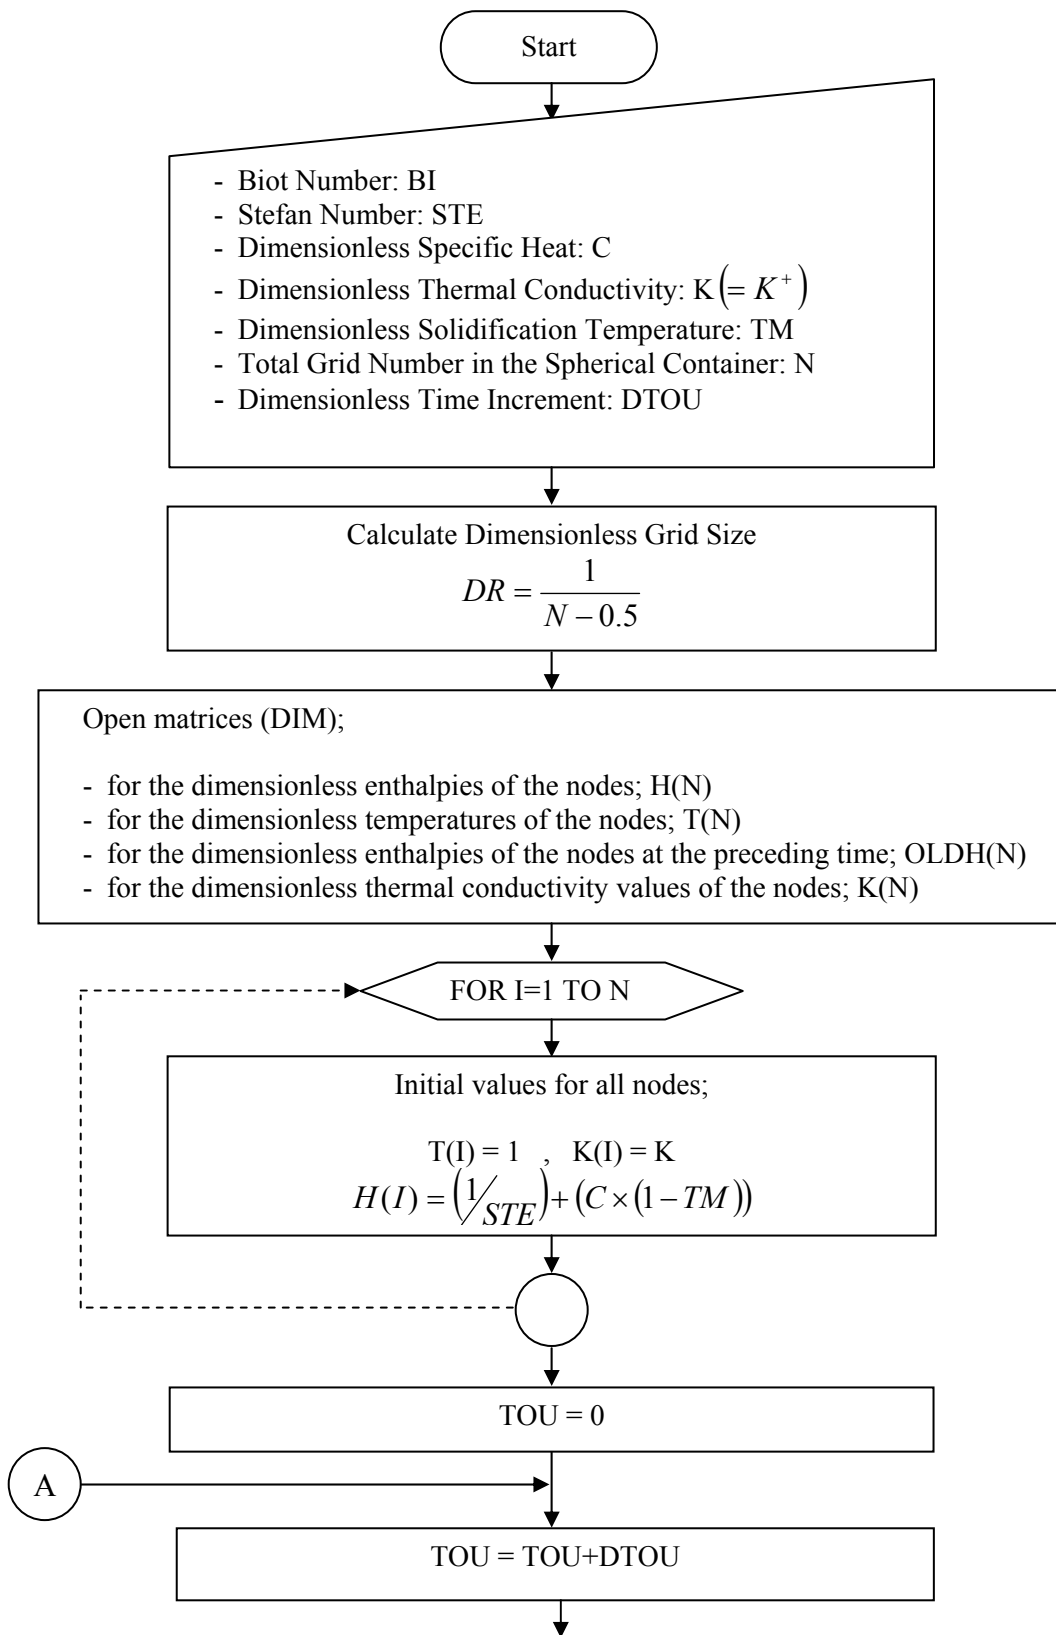 Start
- Biot Number: BI
- Stefan Number: STE
- Dimensionless Specific Heat: C
- Dimensionless Thermal Conductivity: K(= K⁺)
- Dimensionless Solidification Temperature: TM
- Total Grid Number in the Spherical Container: N
- Dimensionless Time Increment: DTOU
Calculate Dimensionless Grid Size
DR = 1/(N − 0.5)
Open matrices (DIM);
- for the dimensionless enthalpies of the nodes; H(N)
- for the dimensionless temperatures of the nodes; T(N)
- for the dimensionless enthalpies of the nodes at the preceding time; OLDH(N)
- for the dimensionless thermal conductivity values of the nodes; K(N)
FOR I=1 TO N
Initial values for all nodes;
T(I) = 1 , K(I) = K
H(I) = (1/STE) + (C × (1 − TM))
TOU = 0
A
TOU = TOU+DTOU